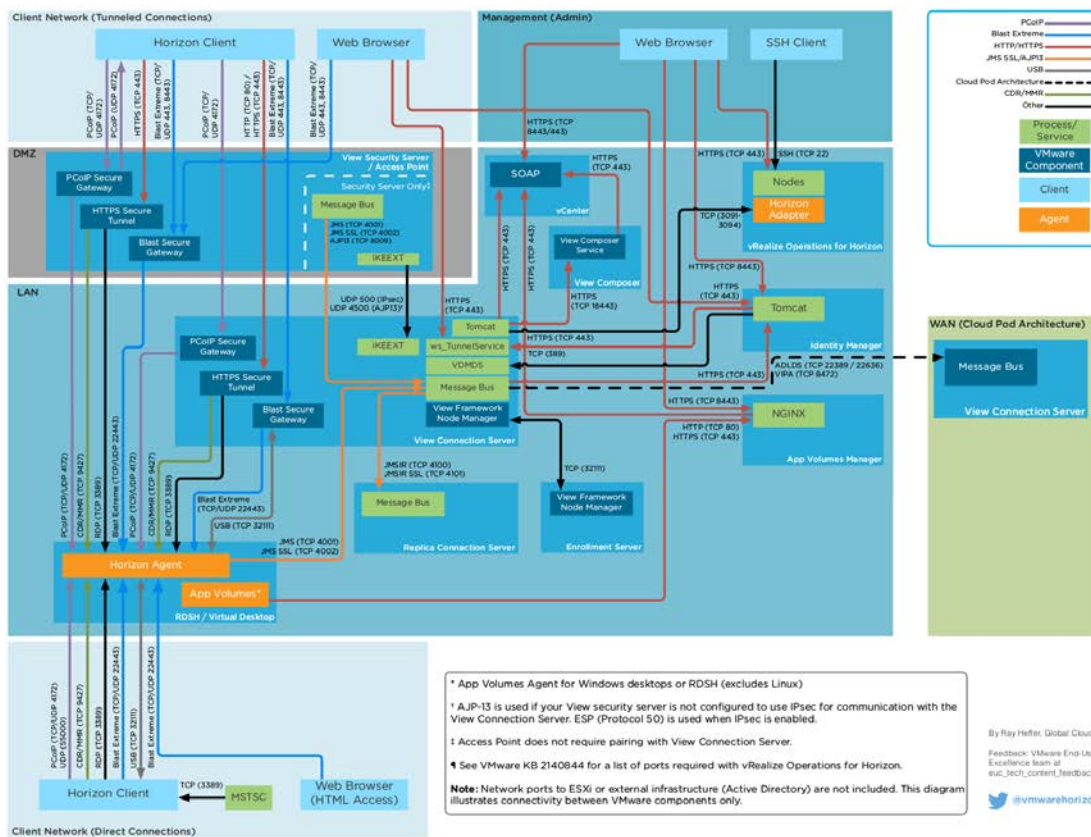 Client Network (Tunneled Connections)
Horizon Client
Web Browser
PCoIP (TCP/
UDP 4172)
PCoIP (UDP 4172)
HTTPS (TCP 443)
Blast Extreme (TCP/
UDP 443, 8443)
PCoIP (TCP/
UDP 4172)
HTTP (TCP 80) /
HTTPS (TCP 443)
Blast Extreme (TCP/
UDP 443, 8443)
Blast Extreme (TCP/
UDP 443, 8443)
Management (Admin)
Web Browser
SSH Client
HTTPS (TCP
8443/443)
HTTPS (TCP 443)
SSH (TCP 22)
PCoIP
Blast Extreme
HTTP/HTTPS
JMS SSL/AJP13
USB
Cloud Pod Architecture
CDR/MMR
Other
Process/
Service
VMware
Component
Client
Agent
DMZ
View Security Server
/ Access Point
PCoIP Secure
Gateway
HTTPS Secure
Tunnel
Blast Secure
Gateway
Security Server Only‡
Message Bus
JMS (TCP 4001)
JMS SSL (TCP 4002)
AJP13 (TCP 8009)
IKEEXT
SOAP
vCenter
HTTPS
(TCP 443)
View Composer
Service
View Composer
Nodes
Horizon
Adapter
vRealize Operations for Horizon
TCP (3091-
3094)
LAN
UDP 500 (IPsec)
UDP 4500 (AJP13)†
HTTPS
(TCP 443)
HTTPS (TCP 443)
HTTPS (TCP 443)
HTTPS
(TCP 18443)
HTTPS (TCP 8443)
HTTPS
(TCP 443)
Tomcat
Identity Manager
PCoIP Secure
Gateway
HTTPS Secure
Tunnel
Blast Secure
Gateway
IKEEXT
Tomcat
ws_TunnelService
VDMDS
Message Bus
View Framework
Node Manager
View Connection Server
HTTPS (TCP 443)
TCP (389)
HTTPS (TCP 443)
ADLDS (TCP 22389 / 22636)
VIPA (TCP 8472)
WAN (Cloud Pod Architecture)
Message Bus
View Connection Server
HTTPS (TCP 8443)
HTTP (TCP 80)
HTTPS (TCP 443)
NGINX
App Volumes Manager
PCoIP (TCP/UDP 4172)
CDR/MMR (TCP 9427)
RDP (TCP 3389)
Blast Extreme (TCP/UDP 22443)
PCoIP (TCP/UDP 4172)
CDR/MMR (TCP 9427)
RDP (TCP 3389)
Blast Extreme
(TCP/UDP 22443)
USB (TCP 32111)
JMSIR (TCP 4100)
JMSIR SSL (TCP 4101)
Message Bus
Replica Connection Server
TCP (32111)
View Framework
Node Manager
Enrollment Server
JMS (TCP 4001)
JMS SSL (TCP 4002)
Horizon Agent
App Volumes*
RDSH / Virtual Desktop
PCoIP (TCP/UDP 4172)
UDP (55000)
CDR/MMR (TCP 9427)
RDP (TCP 3389)
Blast Extreme (TCP/UDP 22443)
USB (TCP 32111)
Blast Extreme (TCP/UDP 22443)
Horizon Client
TCP (3389)
MSTSC
Web Browser
(HTML Access)
Client Network (Direct Connections)
* App Volumes Agent for Windows desktops or RDSH (excludes Linux)
† AJP-13 is used if your View security server is not configured to use IPsec for communication with the
View Connection Server. ESP (Protocol 50) is used when IPsec is enabled.
‡ Access Point does not require pairing with View Connection Server.
¶ See VMware KB 2140844 for a list of ports required with vRealize Operations for Horizon.
Note: Network ports to ESXi or external infrastructure (Active Directory) are not included. This diagram
illustrates connectivity between VMware components only.
By Ray Heffer, Global Cloud
Feedback: VMware End-Us
Excellence team at
euc_tech_content_feedbac
@vmwarehorizo